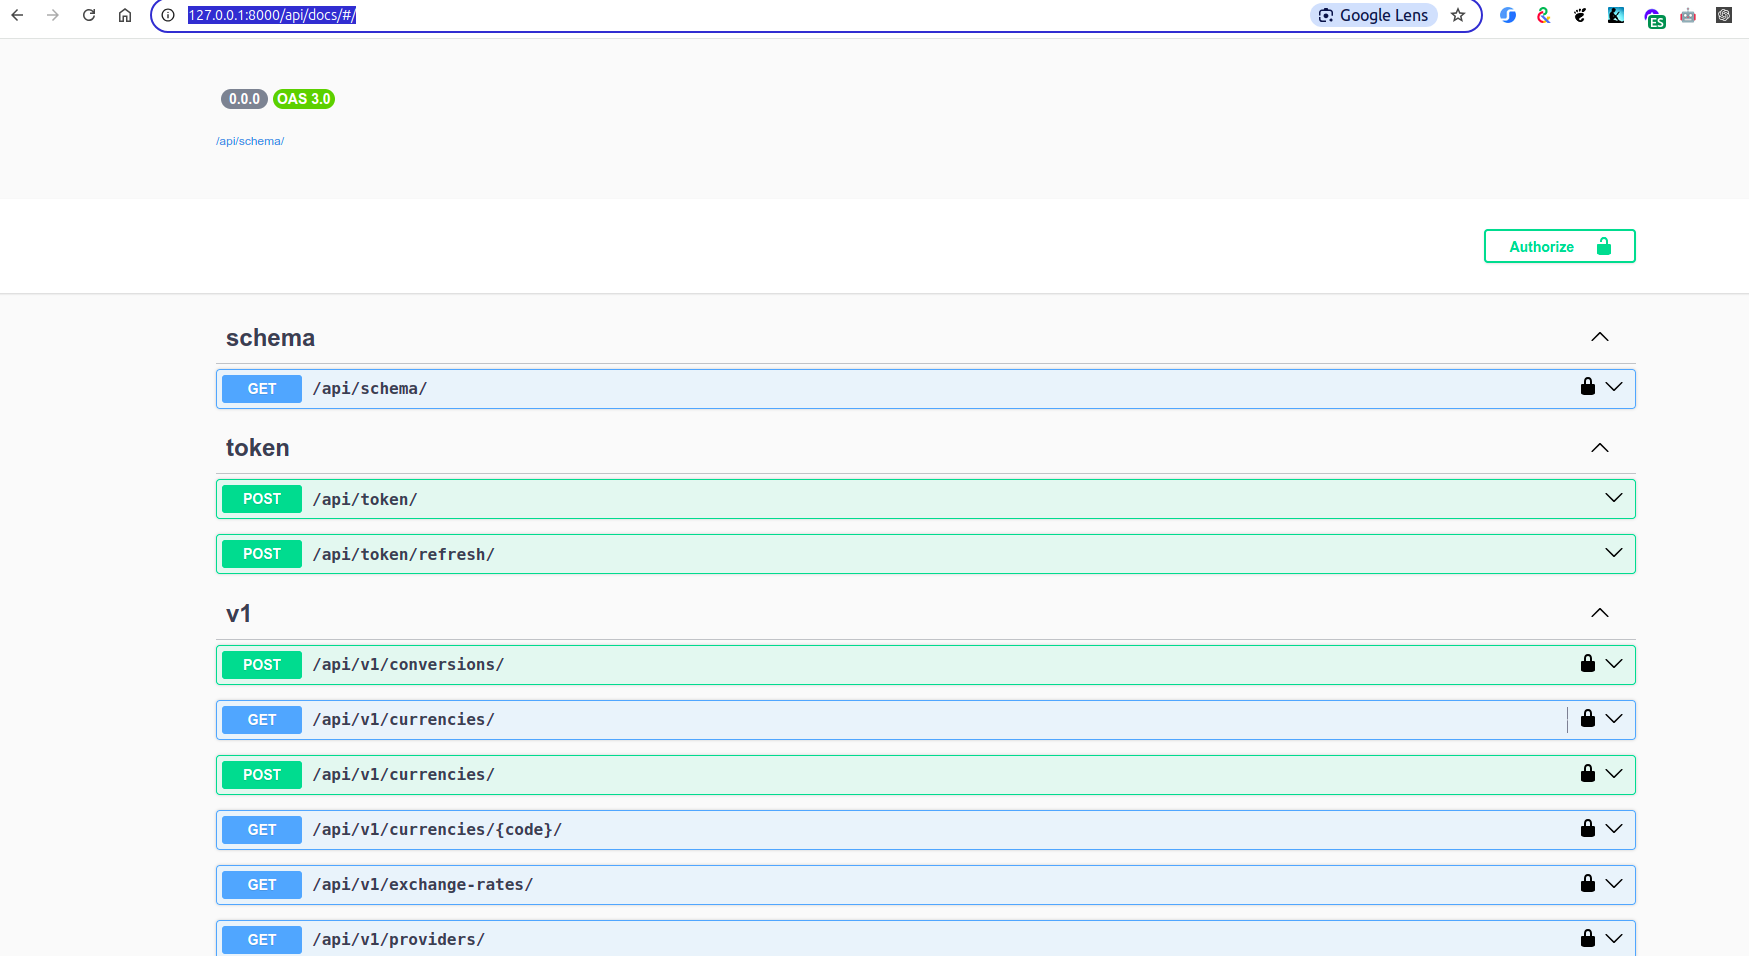 127.0.0.1:8000/api/docs/#/
Google Lens
ES
0.0.0 OAS 3.0
/api/schema/
Authorize
schema
GET /api/schema/
token
POST /api/token/
POST /api/token/refresh/
v1
POST /api/v1/conversions/
GET /api/v1/currencies/
POST /api/v1/currencies/
GET /api/v1/currencies/{code}/
GET /api/v1/exchange-rates/
GET /api/v1/providers/